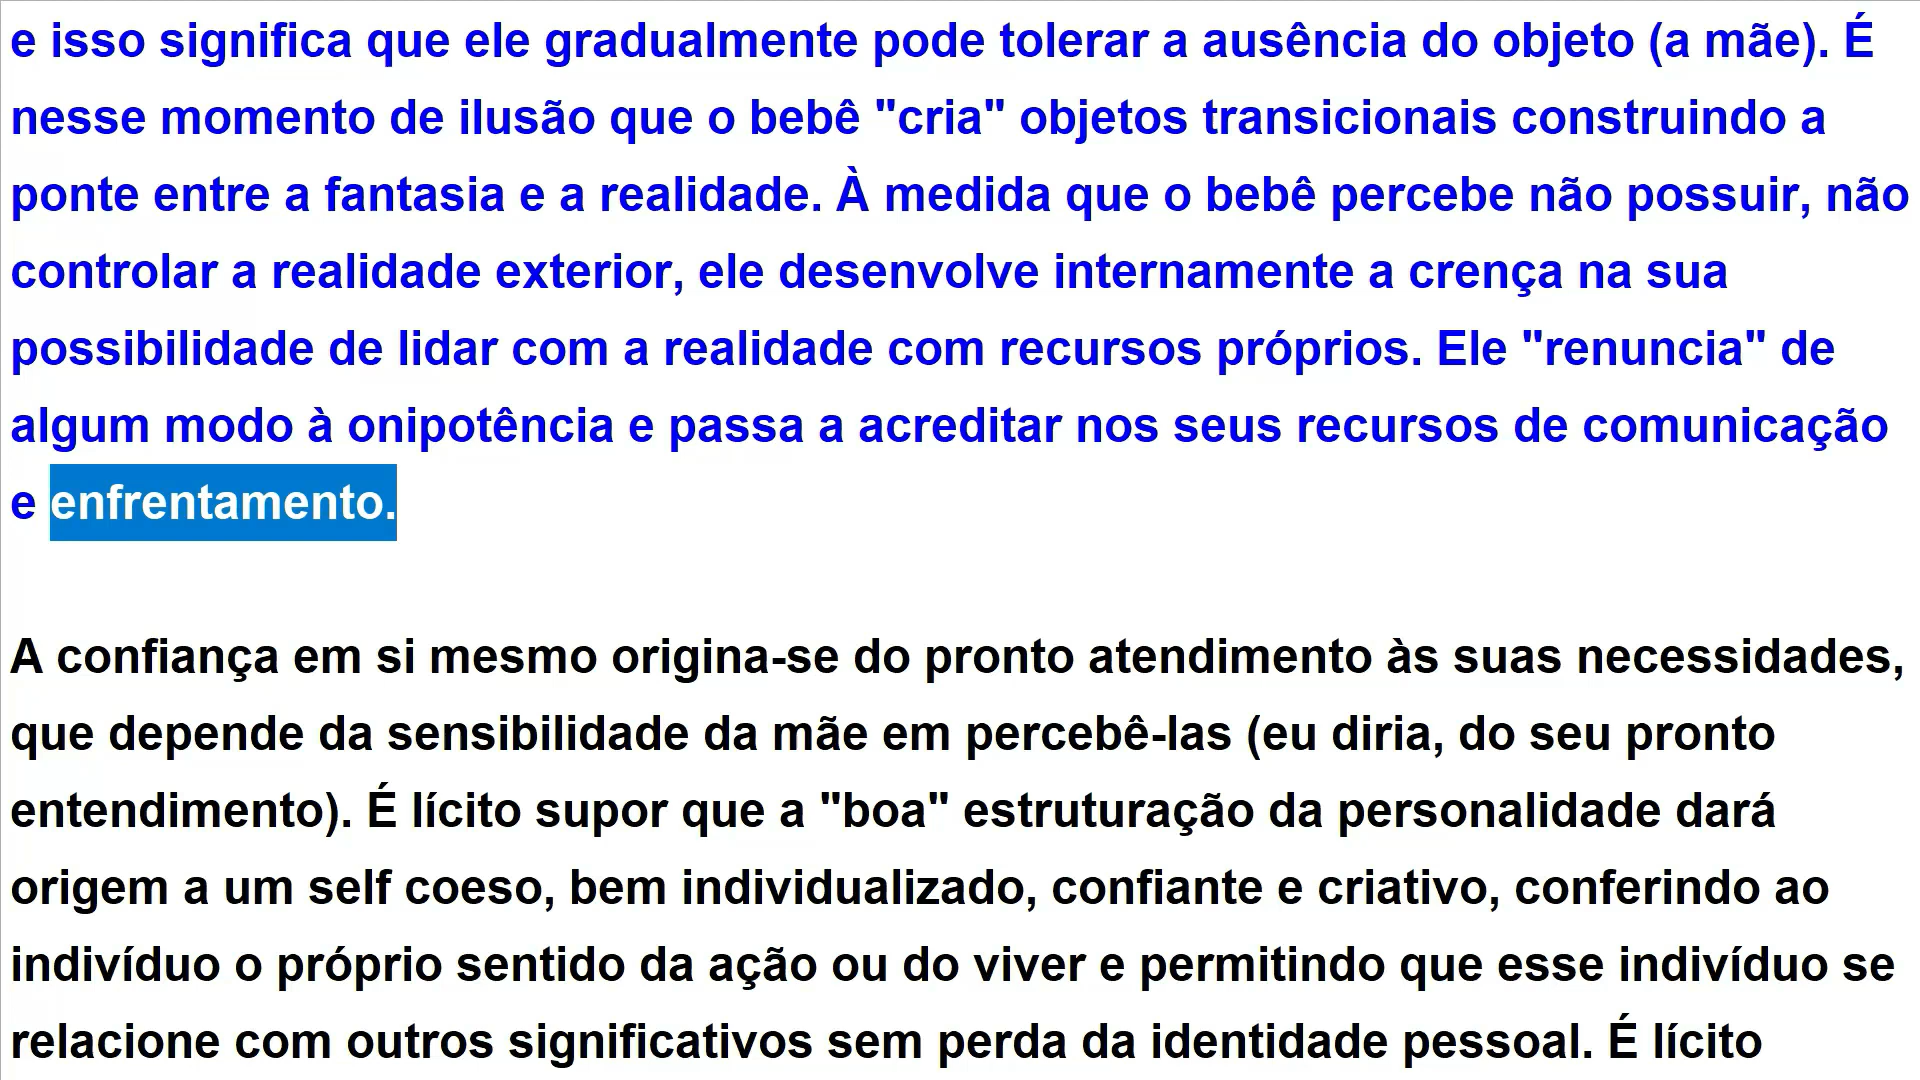 e isso significa que ele gradualmente pode tolerar a ausência do objeto (a mãe). É
nesse momento de ilusão que o bebê "cria" objetos transicionais construindo a
ponte entre a fantasia e a realidade. À medida que o bebê percebe não possuir, não
controlar a realidade exterior, ele desenvolve internamente a crença na sua
possibilidade de lidar com a realidade com recursos próprios. Ele "renuncia" de
algum modo à onipotência e passa a acreditar nos seus recursos de comunicação
e enfrentamento.
A confiança em si mesmo origina-se do pronto atendimento às suas necessidades,
que depende da sensibilidade da mãe em percebê-las (eu diria, do seu pronto
entendimento). É lícito supor que a "boa" estruturação da personalidade dará
origem a um self coeso, bem individualizado, confiante e criativo, conferindo ao
indivíduo o próprio sentido da ação ou do viver e permitindo que esse indivíduo se
relacione com outros significativos sem perda da identidade pessoal. É lícito